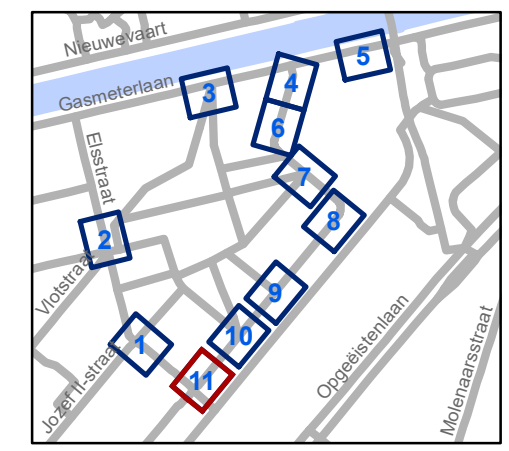 Nieuwevaart
5
Gasmeterlaan
3
4
6
Elsstraat
7
8
2
Vlotstraat
9
10
1
Jozef II-straat
11
Opgeëistenlaan
Molenaarsstraat